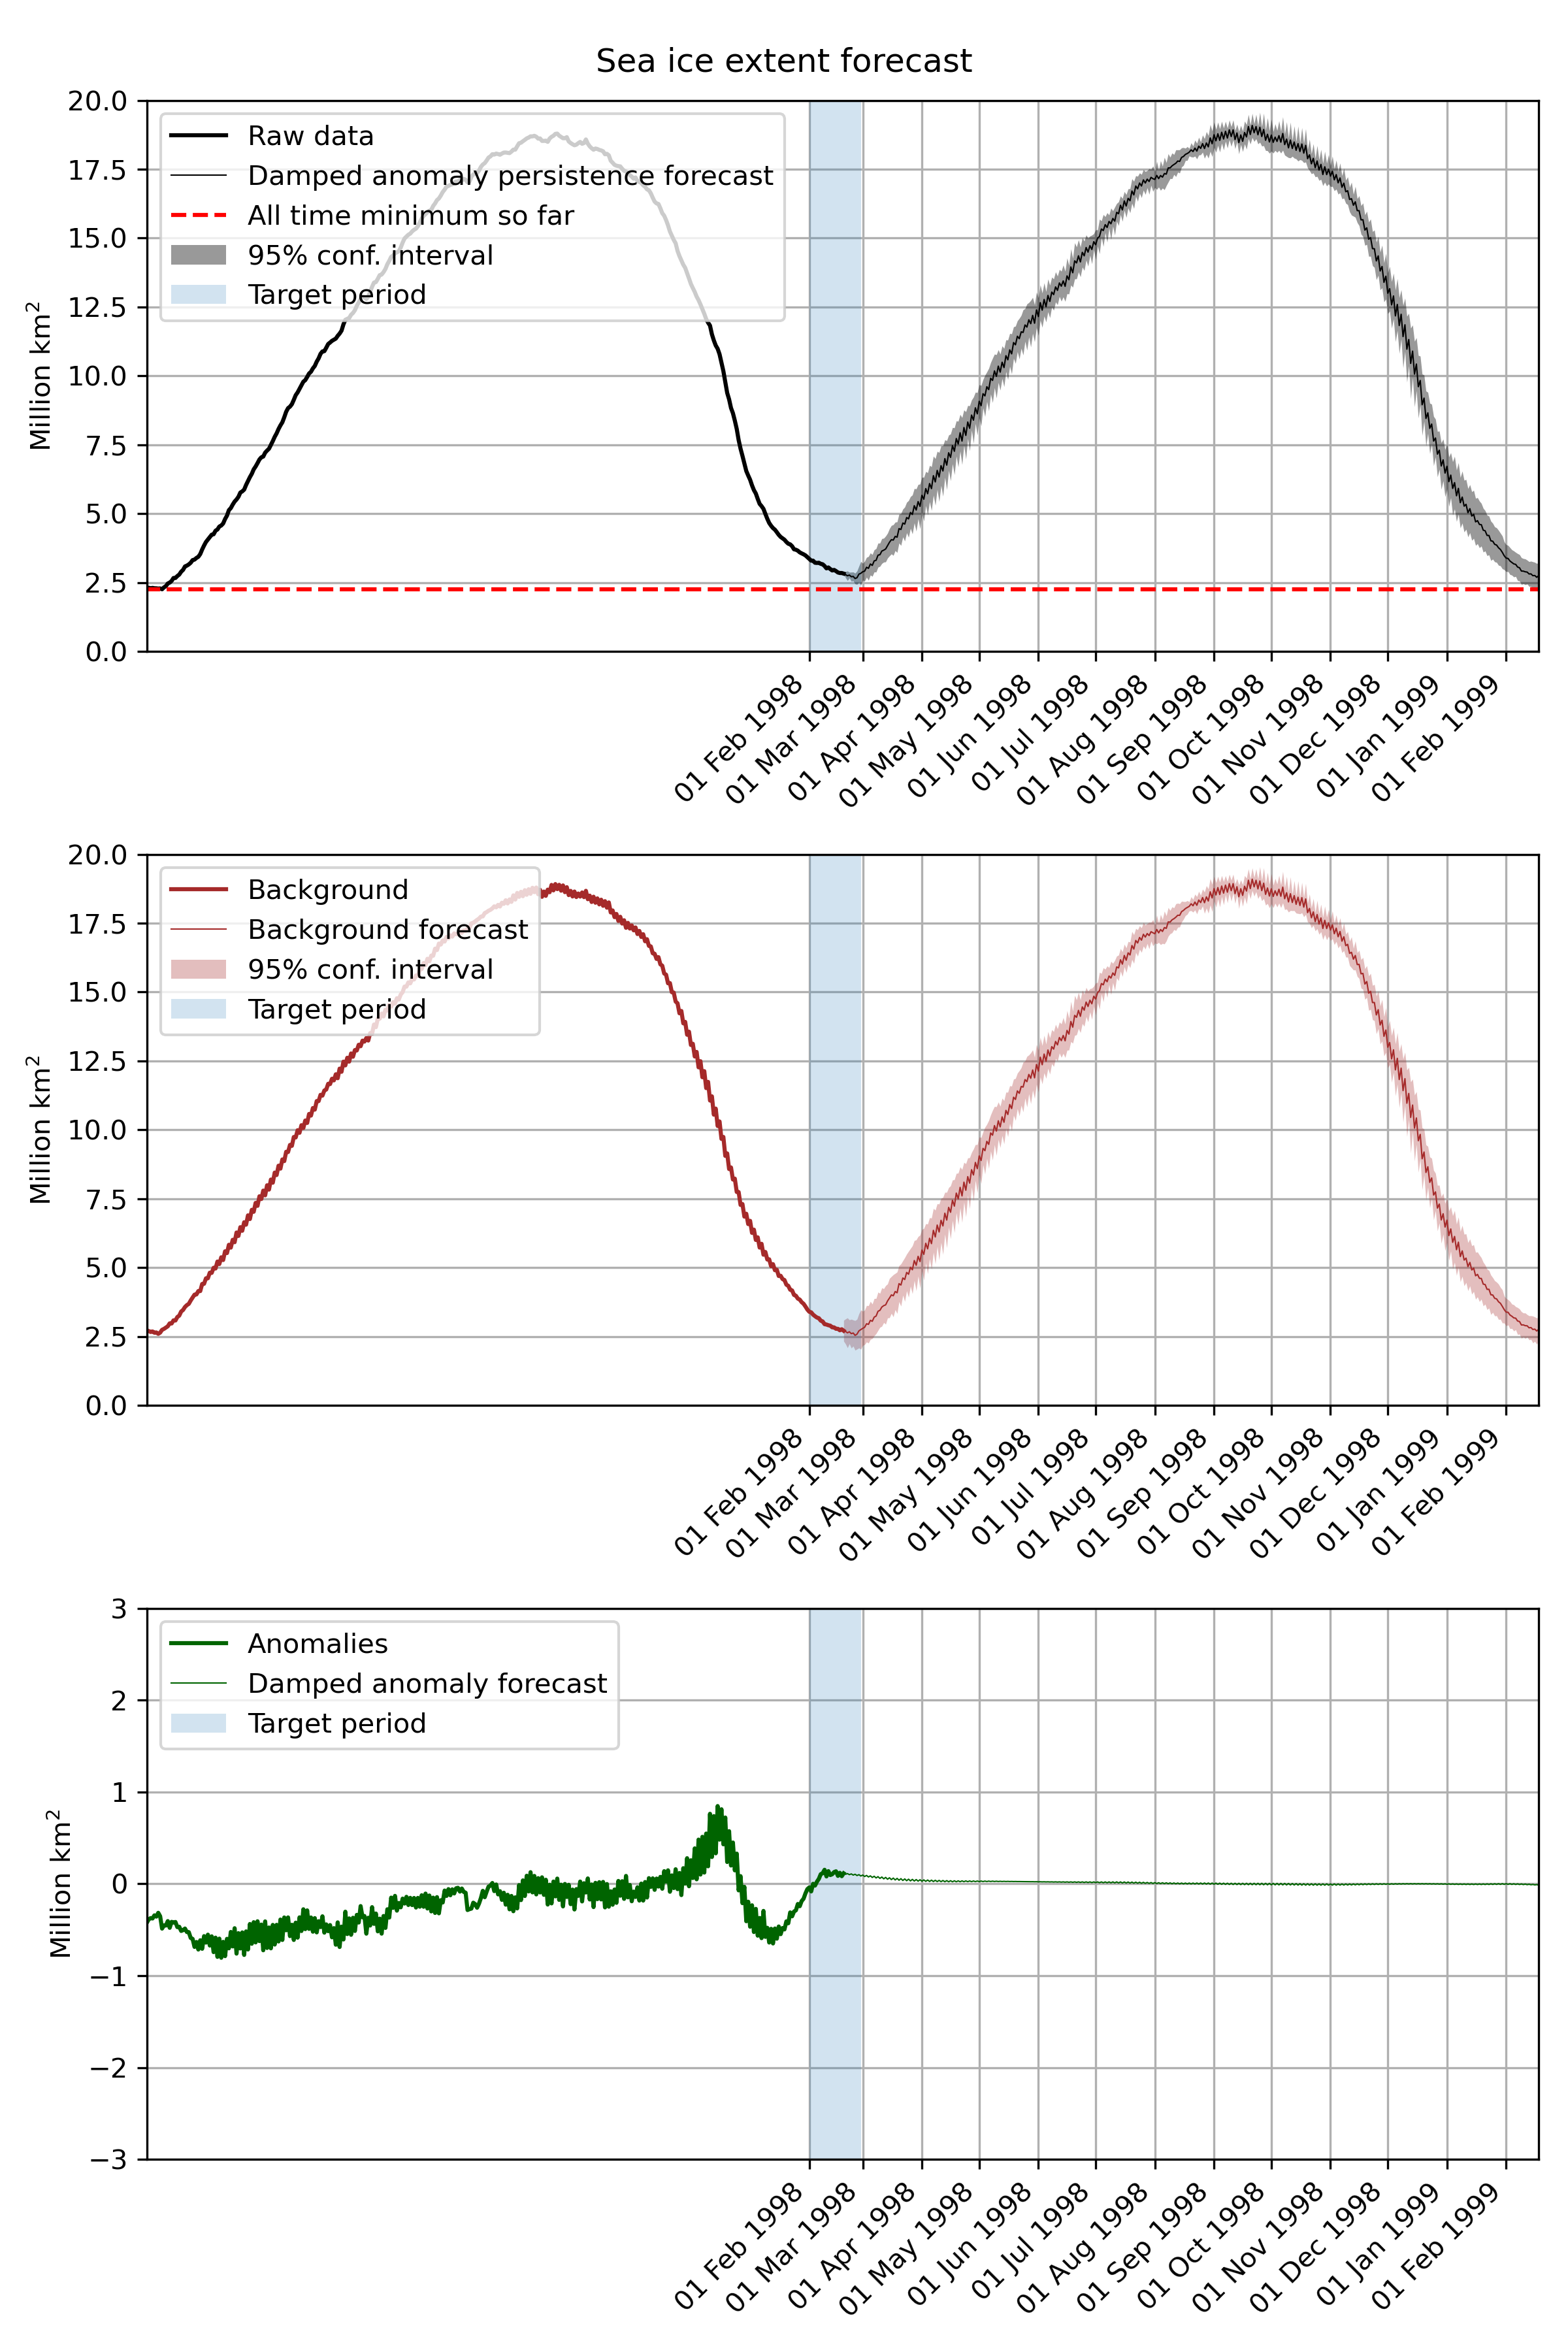 Sea ice extent forecast
20.0
17.5
15.0
12.5
10.0
7.5
5.0
2.5
0.0
Million km²
Raw data
Damped anomaly persistence forecast
All time minimum so far
95% conf. interval
Target period
01 Feb 1998
01 Mar 1998
01 Apr 1998
01 May 1998
01 Jun 1998
01 Jul 1998
01 Aug 1998
01 Sep 1998
01 Oct 1998
01 Nov 1998
01 Dec 1998
01 Jan 1999
01 Feb 1999
20.0
17.5
15.0
12.5
10.0
7.5
5.0
2.5
0.0
Million km²
Background
Background forecast
95% conf. interval
Target period
01 Feb 1998
01 Mar 1998
01 Apr 1998
01 May 1998
01 Jun 1998
01 Jul 1998
01 Aug 1998
01 Sep 1998
01 Oct 1998
01 Nov 1998
01 Dec 1998
01 Jan 1999
01 Feb 1999
3
2
1
0
−1
−2
−3
Million km²
Anomalies
Damped anomaly forecast
Target period
01 Feb 1998
01 Mar 1998
01 Apr 1998
01 May 1998
01 Jun 1998
01 Jul 1998
01 Aug 1998
01 Sep 1998
01 Oct 1998
01 Nov 1998
01 Dec 1998
01 Jan 1999
01 Feb 1999